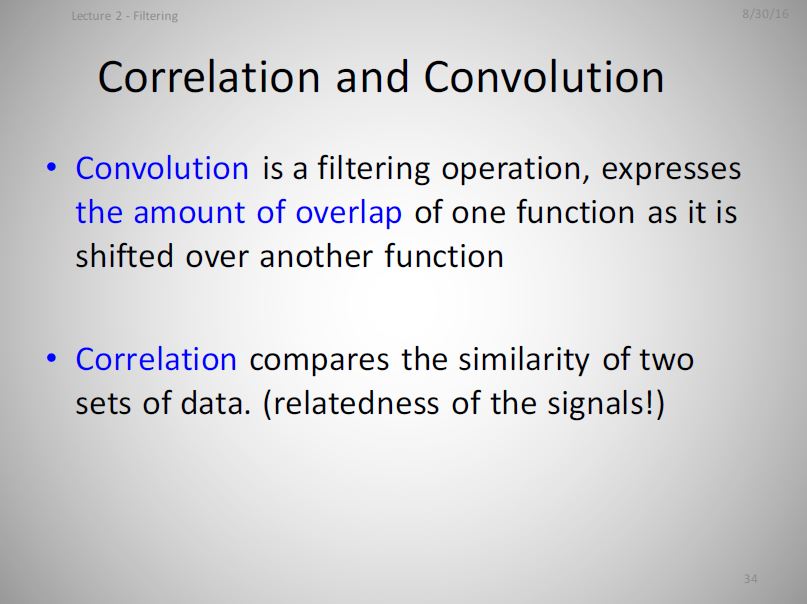 Lecture 2 - Filtering
8/30/16
Correlation and Convolution
• Convolution is a filtering operation, expresses
the amount of overlap of one function as it is
shifted over another function
• Correlation compares the similarity of two
sets of data. (relatedness of the signals!)
34